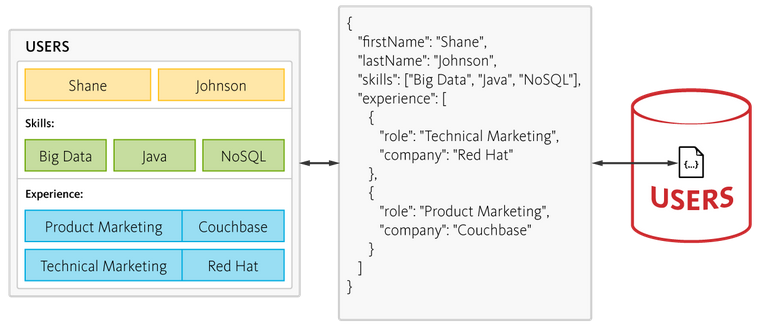 USERS
Shane Johnson
Skills:
Big Data Java NoSQL
Experience:
Product Marketing Couchbase
Technical Marketing Red Hat
{
"firstName": "Shane",
"lastName": "Johnson",
"skills": ["Big Data", "Java", "NoSQL"],
"experience": [
{
"role": "Technical Marketing",
"company": "Red Hat"
},
{
"role": "Product Marketing",
"company": "Couchbase"
}
]
}
{...}
USERS